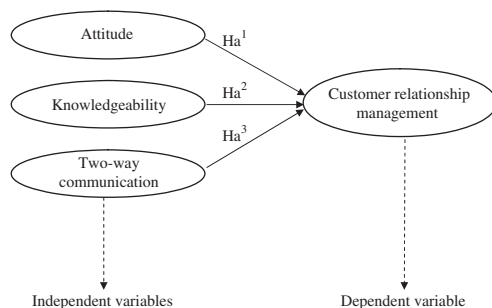 Attitude
Ha¹
Knowledgeability
Ha²
Customer relationship
management
Ha³
Two-way
communication
Independent variables
Dependent variable